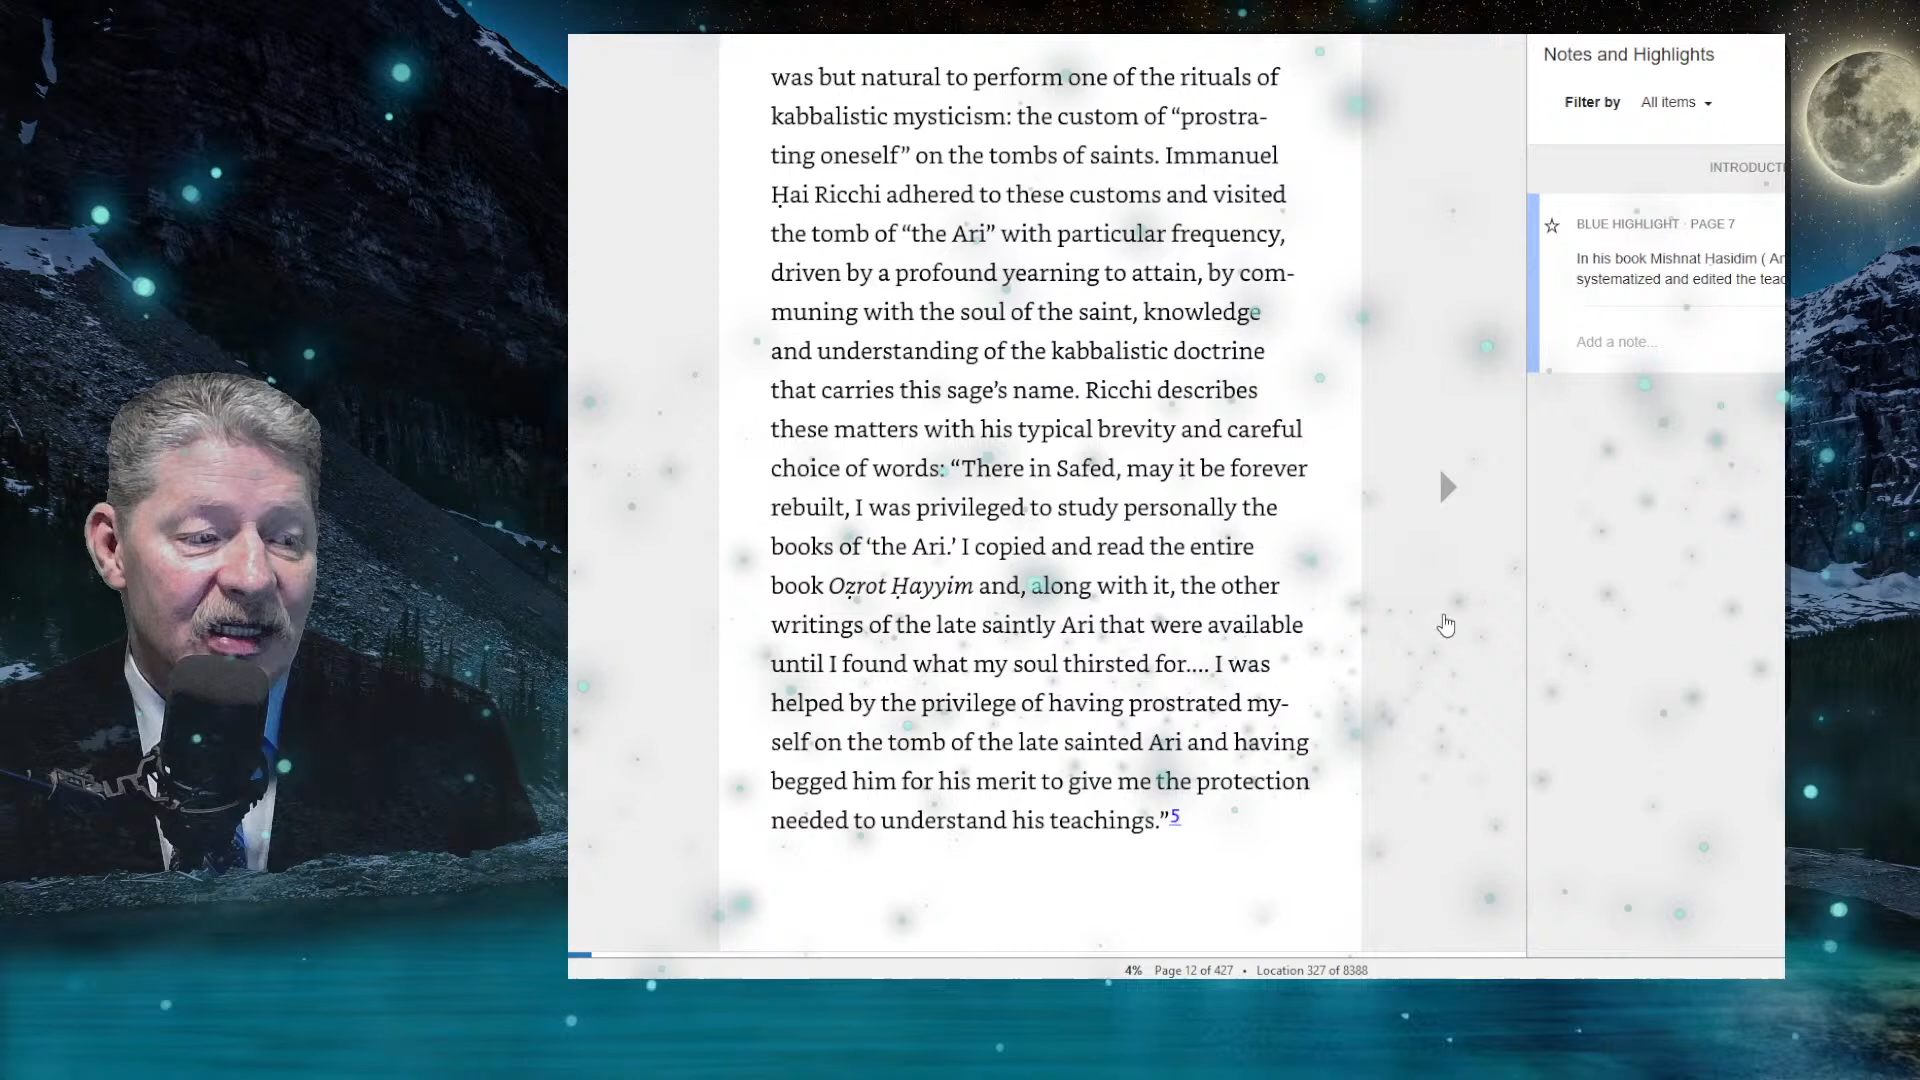 was but natural to perform one of the rituals of
kabbalistic mysticism: the custom of “prostra-
ting oneself” on the tombs of saints. Immanuel
Ḥai Ricchi adhered to these customs and visited
the tomb of “the Ari” with particular frequency,
driven by a profound yearning to attain, by com-
muning with the soul of the saint, knowledge
and understanding of the kabbalistic doctrine
that carries this sage’s name. Ricchi describes
these matters with his typical brevity and careful
choice of words: “There in Safed, may it be forever
rebuilt, I was privileged to study personally the
books of ‘the Ari.’ I copied and read the entire
book Oẓrot Ḥayyim and, along with it, the other
writings of the late saintly Ari that were available
until I found what my soul thirsted for.... I was
helped by the privilege of having prostrated my-
self on the tomb of the late sainted Ari and having
begged him for his merit to give me the protection
needed to understand his teachings.”5
4% Page 12 of 427 • Location 327 of 8388
Notes and Highlights
Filter by All items
INTRODUCTI
BLUE HIGHLIGHT · PAGE 7
In his book Mishnat Hasidim ( Ar
systematized and edited the teac
Add a note...